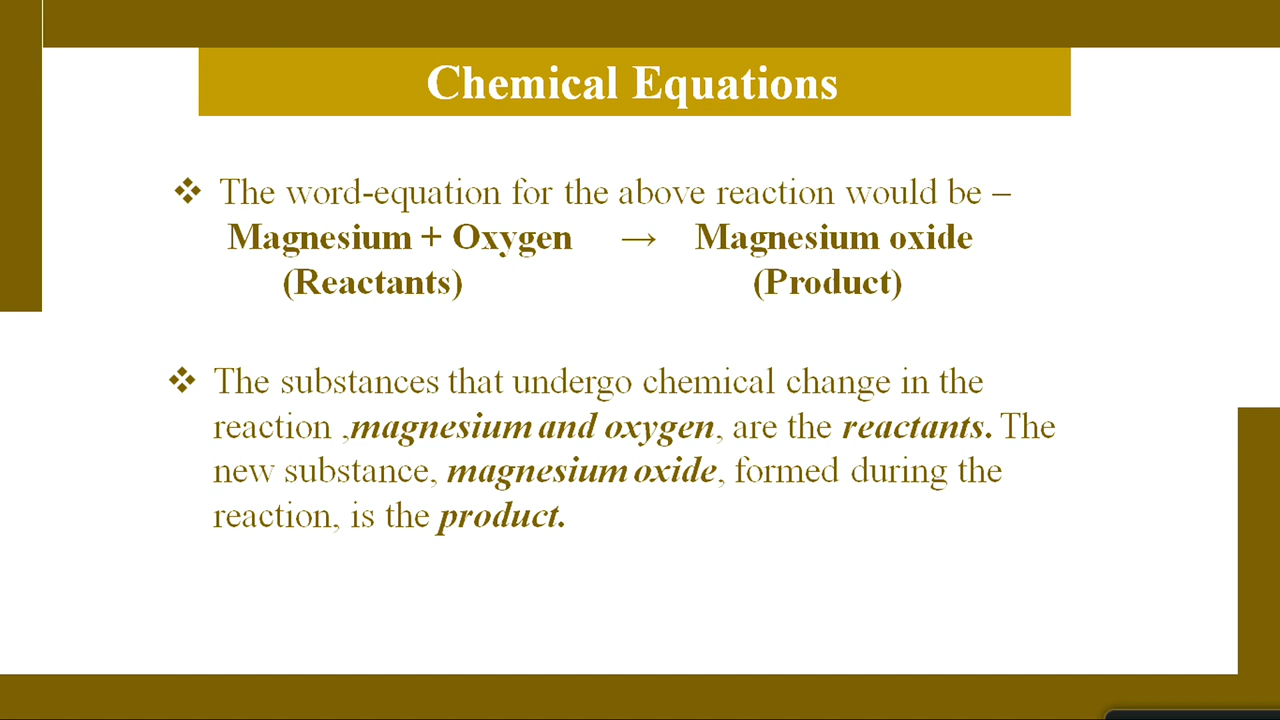 Chemical Equations
❖ The word-equation for the above reaction would be –
Magnesium + Oxygen → Magnesium oxide
(Reactants) (Product)
❖ The substances that undergo chemical change in the
reaction ,magnesium and oxygen, are the reactants. The
new substance, magnesium oxide, formed during the
reaction, is the product.